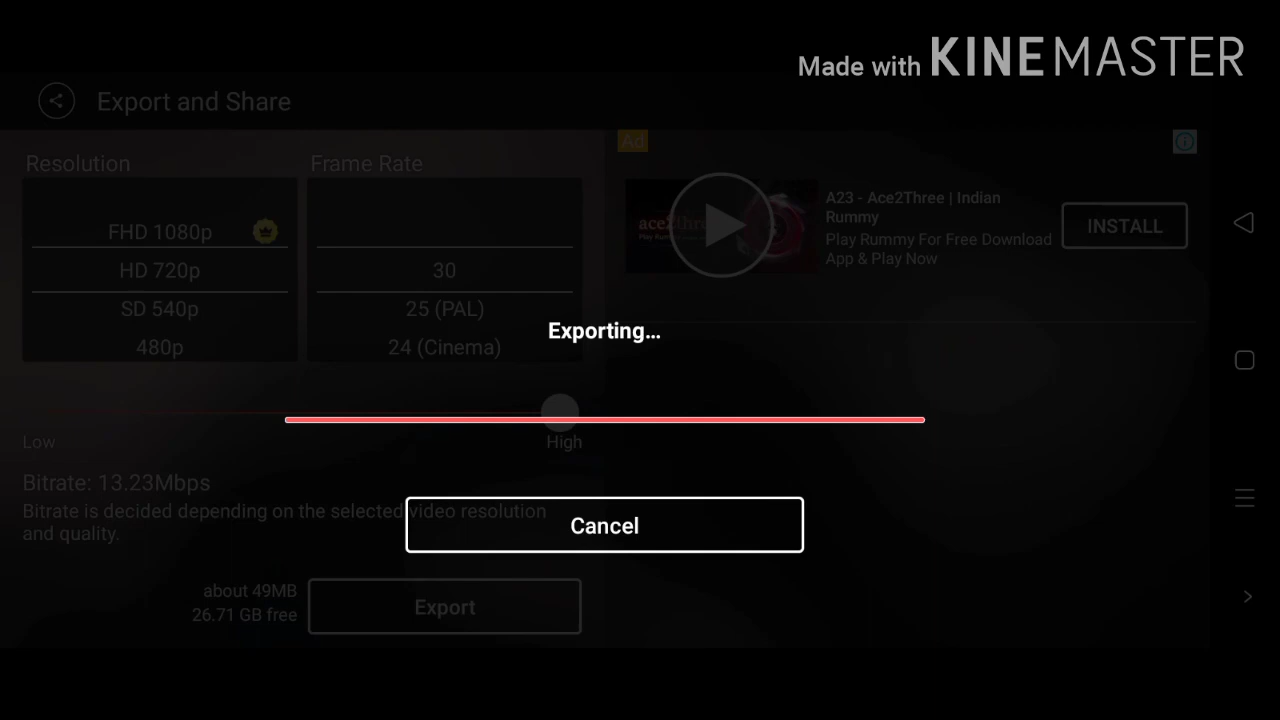 Made with KINEMASTER
Export and Share
Resolution
Frame Rate
FHD 1080p
HD 720p
SD 540p
480p
30
25 (PAL)
24 (Cinema)
Ad
A23 - Ace2Three | Indian
Rummy
Play Rummy For Free Download
App & Play Now
INSTALL
Exporting...
Low
High
Bitrate: 13.23Mbps
Bitrate is decided depending on the selected video resolution
and quality.
Cancel
about 49MB
26.71 GB free
Export